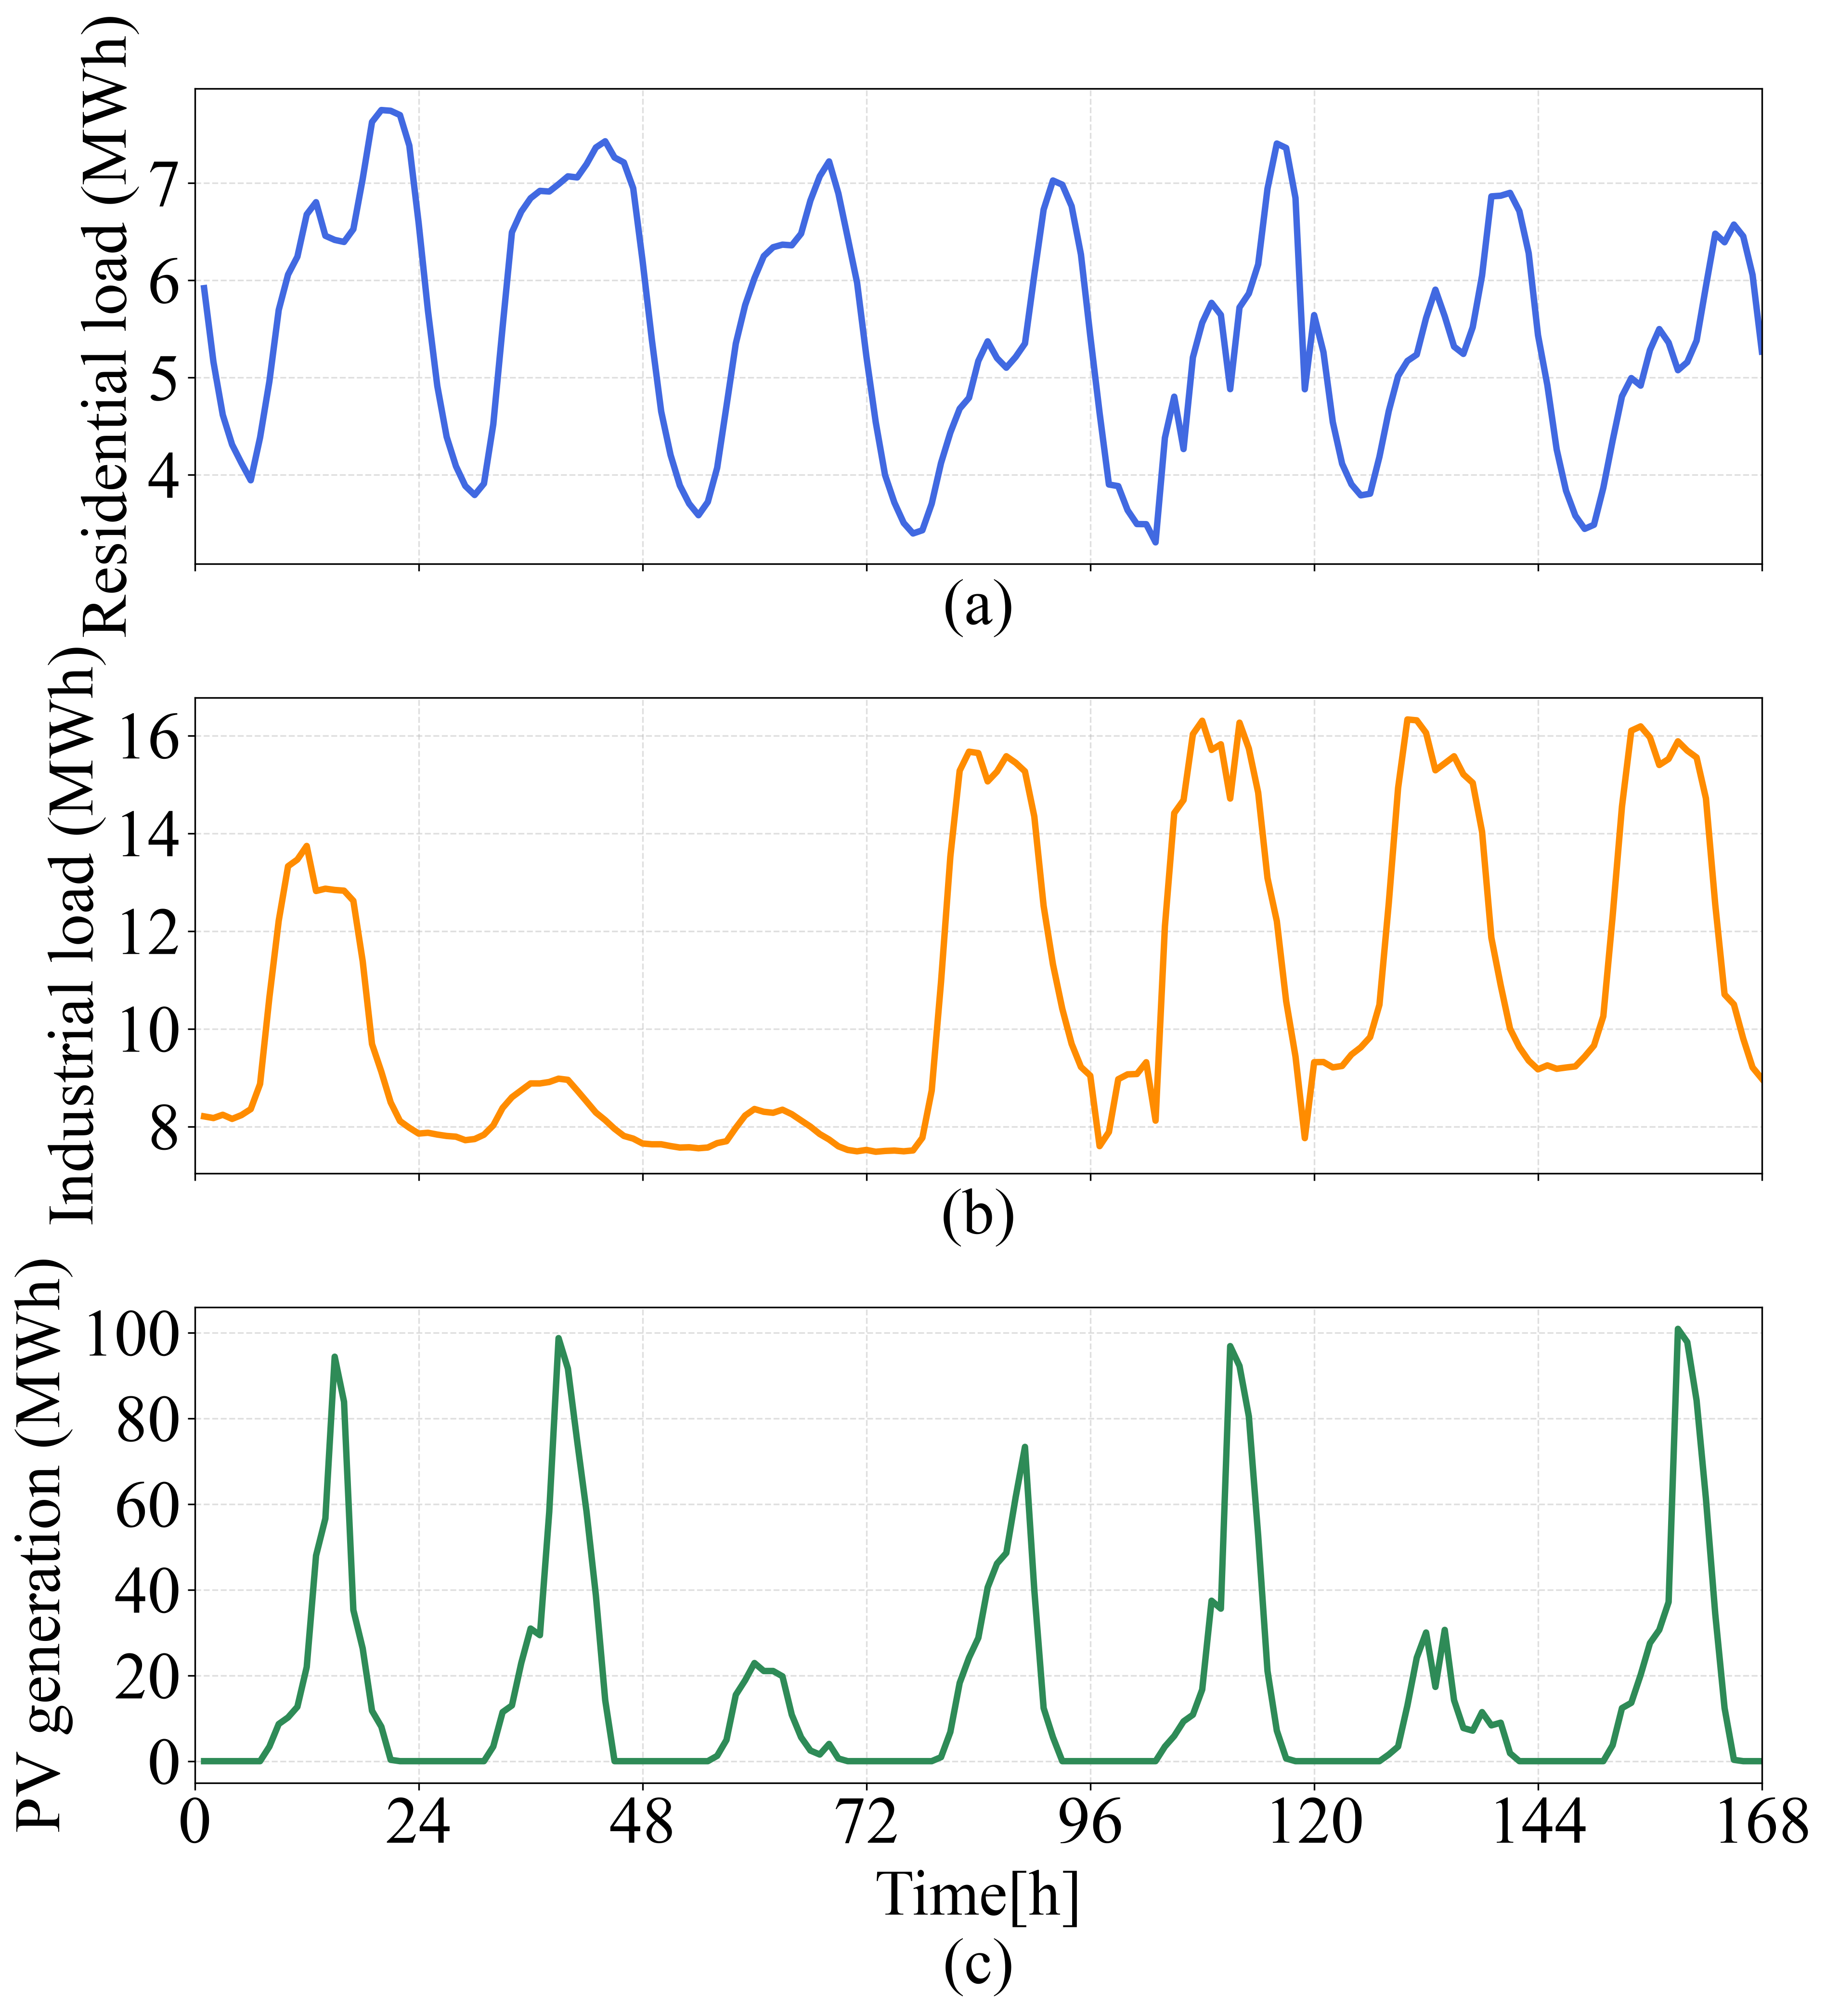 Residential load (MWh)
7
6
5
4
(a)
Industrial load (MWh)
16
14
12
10
8
(b)
PV generation (MWh)
100
80
60
40
20
0
0 24 48 72 96 120 144 168
Time[h]
(c)